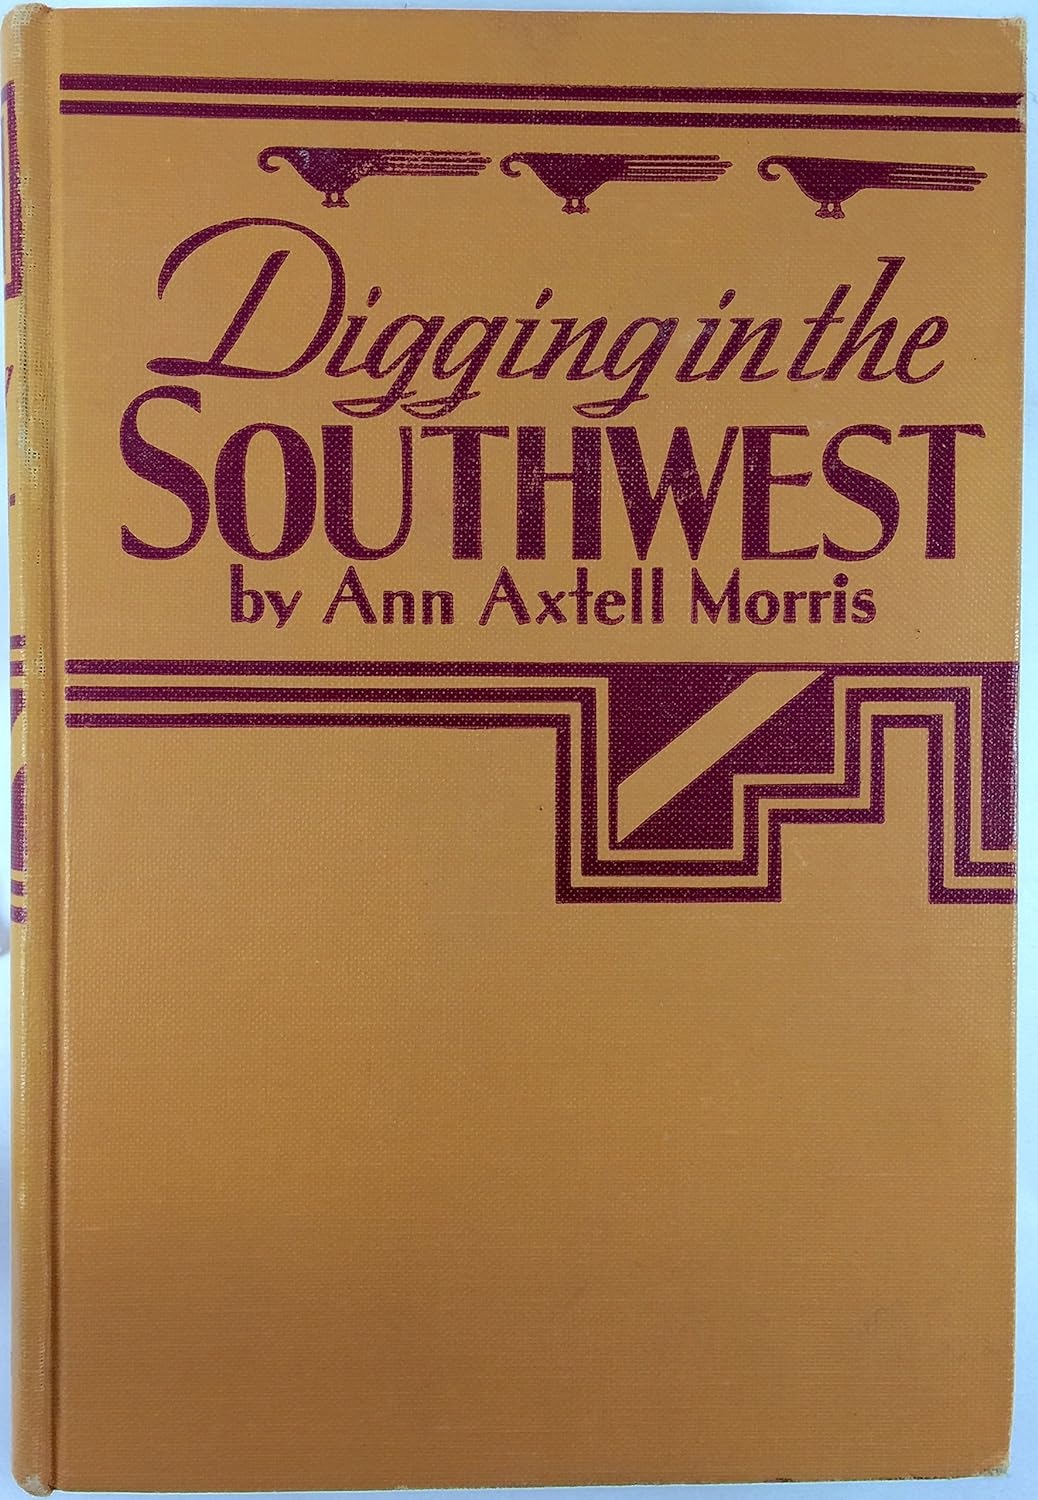 Digging in the
SOUTHWEST
by Ann Axtell Morris